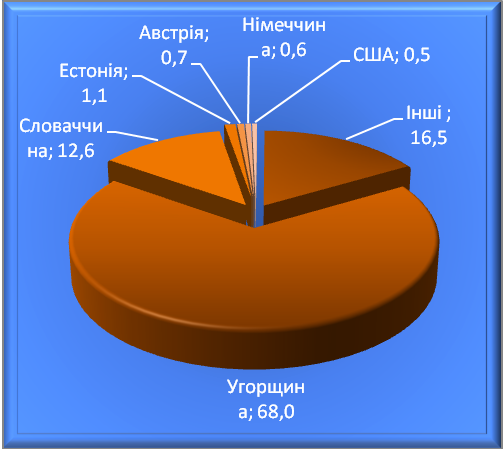 Австрія;
0,7
Німеччин
а; 0,6
США; 0,5
Естонія;
1,1
Інші ;
16,5
Словаччи
на; 12,6
Угорщин
а; 68,0